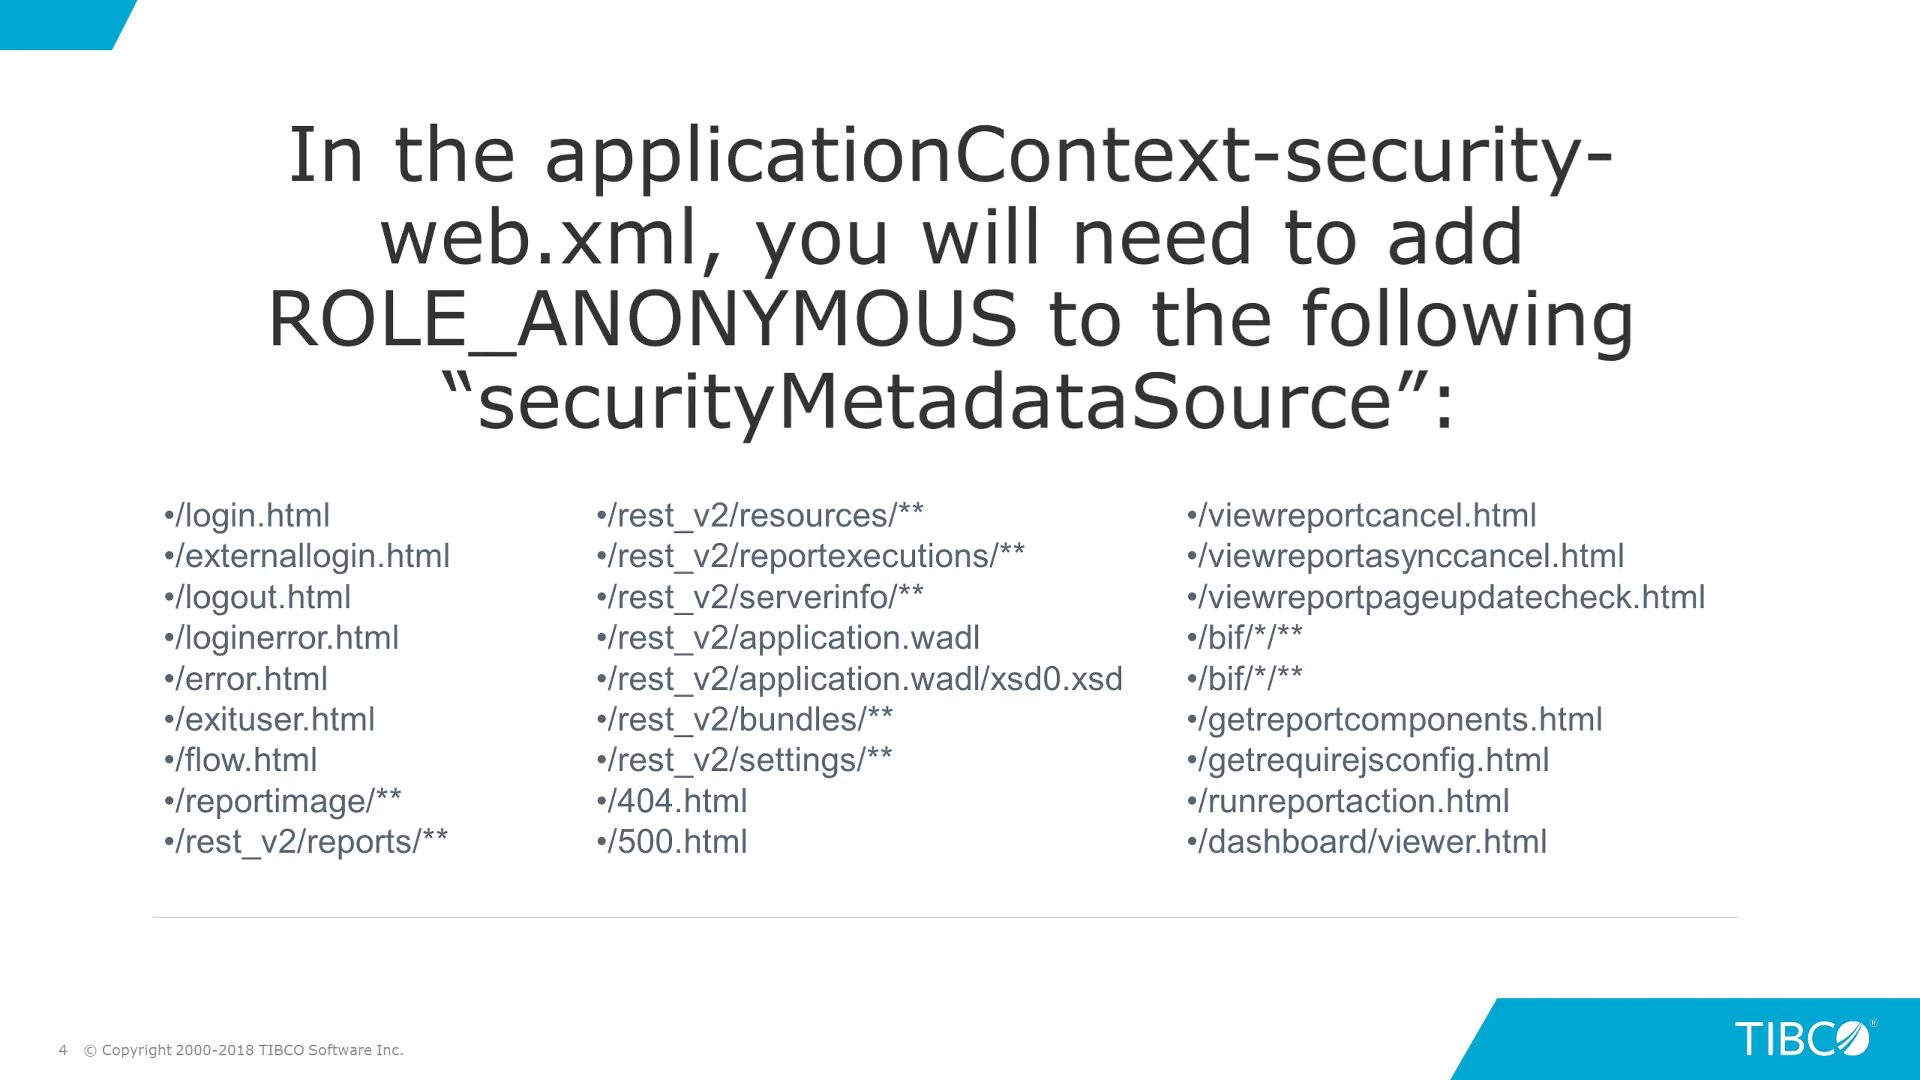 In the applicationContext-security-
web.xml, you will need to add
ROLE_ANONYMOUS to the following
“securityMetadataSource”:
•/login.html
•/externallogin.html
•/logout.html
•/loginerror.html
•/error.html
•/exituser.html
•/flow.html
•/reportimage/**
•/rest_v2/reports/**
•/rest_v2/resources/**
•/rest_v2/reportexecutions/**
•/rest_v2/serverinfo/**
•/rest_v2/application.wadl
•/rest_v2/application.wadl/xsd0.xsd
•/rest_v2/bundles/**
•/rest_v2/settings/**
•/404.html
•/500.html
•/viewreportcancel.html
•/viewreportasynccancel.html
•/viewreportpageupdatecheck.html
•/bif/*/**
•/bif/*/**
•/getreportcomponents.html
•/getrequirejsconfig.html
•/runreportaction.html
•/dashboard/viewer.html
4 © Copyright 2000-2018 TIBCO Software Inc.
TIBCO®